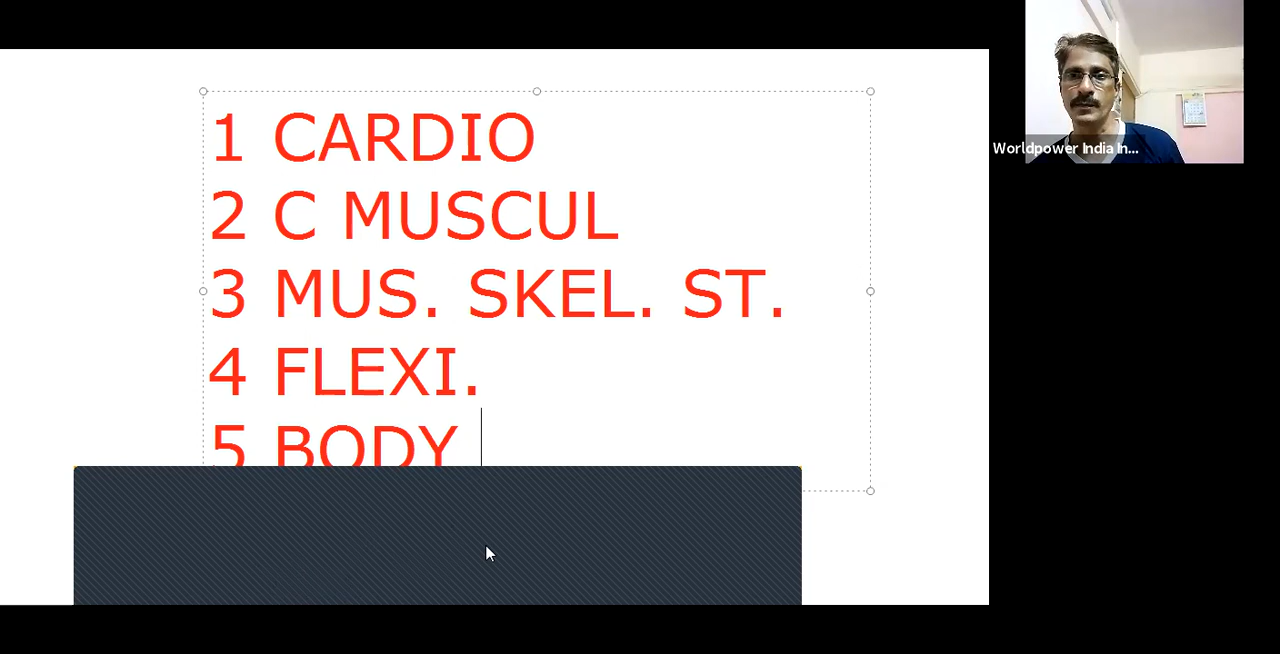 1 CARDIO
2 C MUSCUL
3 MUS. SKEL. ST.
4 FLEXI.
5 BODY
Worldpower India In...